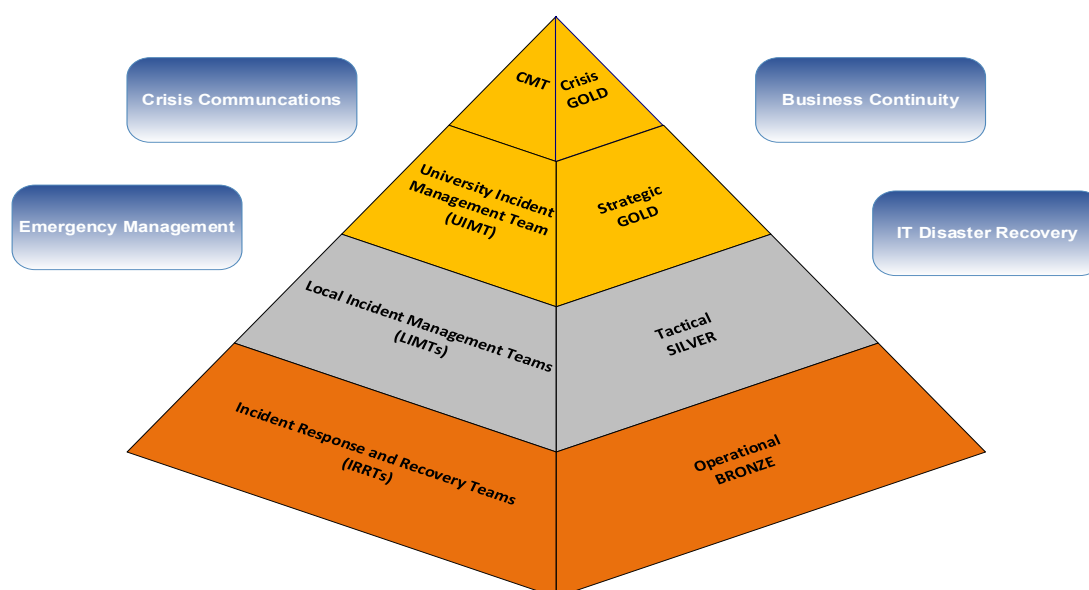 Crisis Communcations
Business Continuity
Emergency Management
IT Disaster Recovery
CMT
Crisis
GOLD
University Incident
Management Team
(UIMT)
Strategic
GOLD
Local Incident Management Teams
(LIMTs)
Tactical
SILVER
Incident Response and Recovery Teams
(IRRTs)
Operational
BRONZE